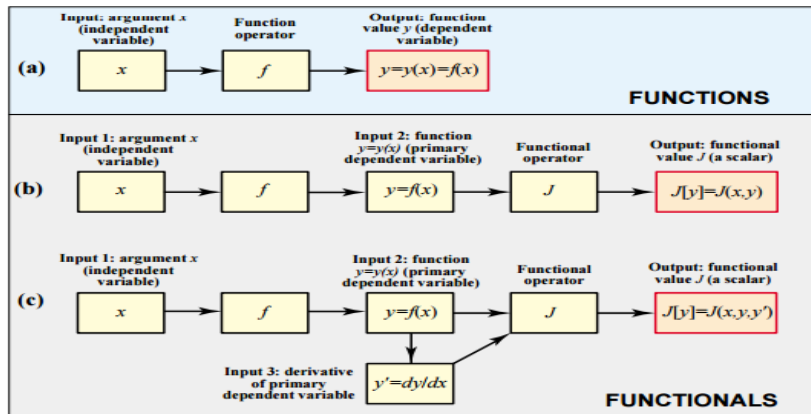 Input: argument x
(independent
variable)
Function
operator
Output: function
value y (dependent
variable)
(a)
x
f
y=y(x)=f(x)
FUNCTIONS
Input 1: argument x
(independent
variable)
Input 2: function
y=y(x) (primary
dependent variable)
Functional
operator
Output: functional
value J (a scalar)
(b)
x
f
y=f(x)
J
J[y]=J(x,y)
Input 1: argument x
(independent
variable)
Input 2: function
y=y(x) (primary
dependent variable)
Functional
operator
Output: functional
value J (a scalar)
(c)
x
f
y=f(x)
J
J[y]=J(x,y,y')
Input 3: derivative
of primary
dependent variable
y'=dy/dx
FUNCTIONALS